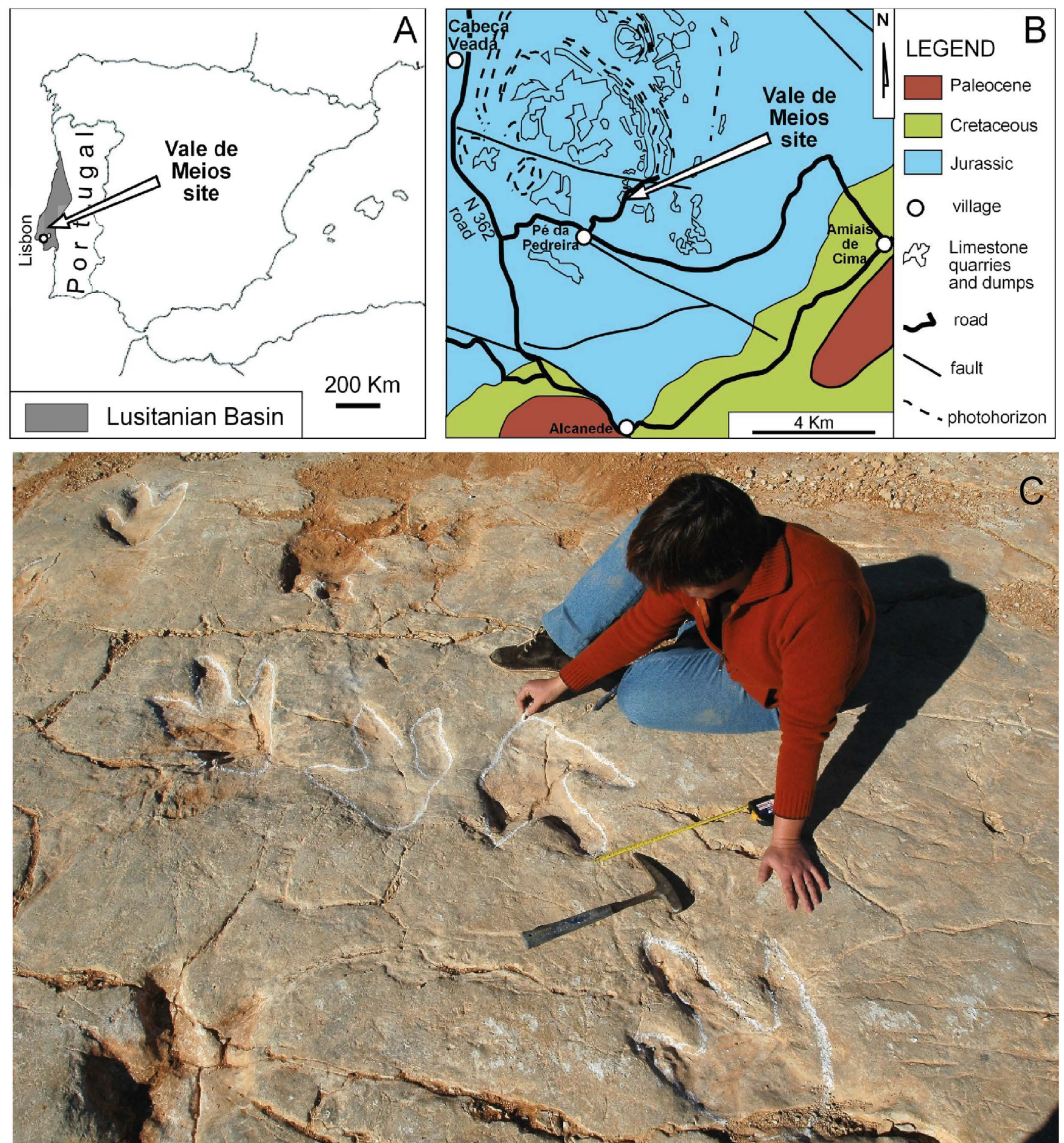 A
Vale de
Meios
site
Lisbon
Portugal
200 Km
Lusitanian Basin
B
N
Cabeça
Veada
Vale de
Meios
site
N 362
road
Pé da
Pedreira
Amiais
de
Cima
Alcanede
4 Km
LEGEND
Paleocene
Cretaceous
Jurassic
village
Limestone
quarries
and dumps
road
fault
photohorizon
C